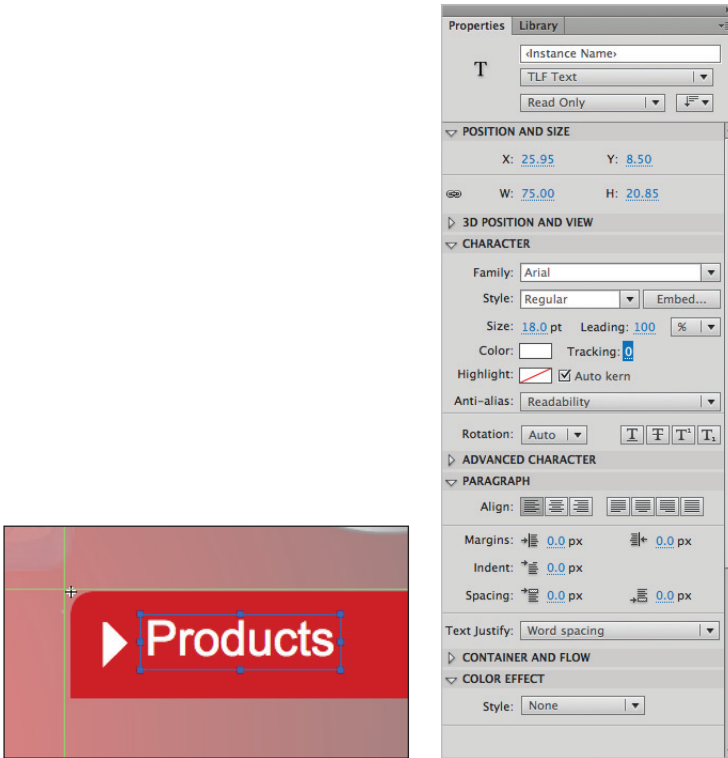 Properties Library
‹Instance Name›
T
TLF Text
Read Only
POSITION AND SIZE
X: 25.95 Y: 8.50
W: 75.00 H: 20.85
3D POSITION AND VIEW
CHARACTER
Family: Arial
Style: Regular Embed...
Size: 18.0 pt Leading: 100 %
Color: Tracking: 0
Highlight: Auto kern
Anti-alias: Readability
Rotation: Auto T T T¹ T₁
ADVANCED CHARACTER
PARAGRAPH
Align:
Margins: 0.0 px 0.0 px
Indent: 0.0 px
Spacing: 0.0 px 0.0 px
Text Justify: Word spacing
CONTAINER AND FLOW
COLOR EFFECT
Style: None
Products